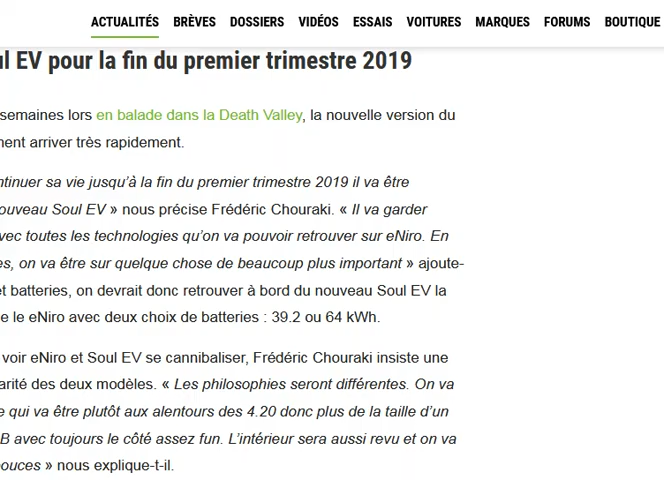 ACTUALITÉS BRÈVES DOSSIERS VIDÉOS ESSAIS VOITURES MARQUES FORUMS BOUTIQUE
ul EV pour la fin du premier trimestre 2019
semaines lors en balade dans la Death Valley, la nouvelle version du
ment arriver très rapidement.
ntinuer sa vie jusqu’à la fin du premier trimestre 2019 il va être
ouveau Soul EV » nous précise Frédéric Chouraki. « Il va garder
vec toutes les technologies qu’on va pouvoir retrouver sur eNiro. En
es, on va être sur quelque chose de beaucoup plus important » ajoute-
et batteries, on devrait donc retrouver à bord du nouveau Soul EV la
e le eNiro avec deux choix de batteries : 39.2 ou 64 kWh.
voir eNiro et Soul EV se cannibaliser, Frédéric Chouraki insiste une
arité des deux modèles. « Les philosophies seront différentes. On va
e qui va être plutôt aux alentours des 4.20 donc plus de la taille d’un
B avec toujours le côté assez fun. L’intérieur sera aussi revu et on va
ouces » nous explique-t-il.